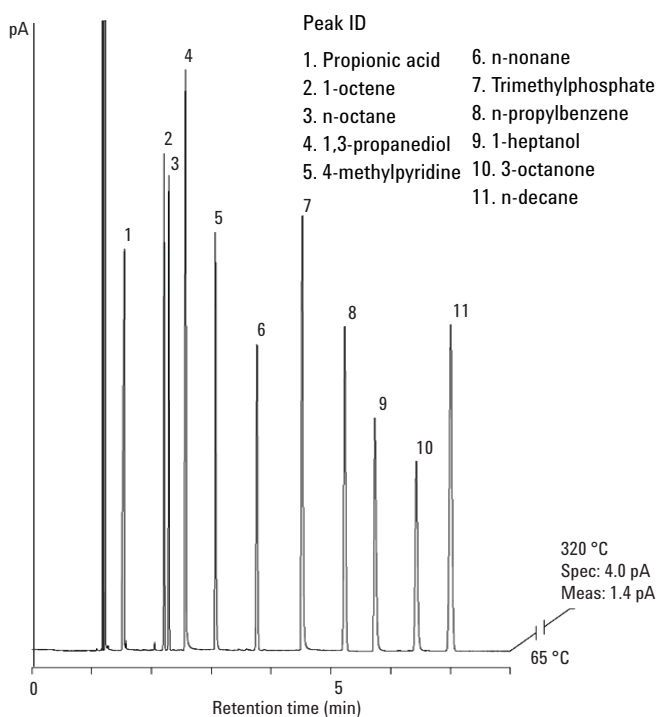 pA
Peak ID
1. Propionic acid
2. 1-octene
3. n-octane
4. 1,3-propanediol
5. 4-methylpyridine
6. n-nonane
7. Trimethylphosphate
8. n-propylbenzene
9. 1-heptanol
10. 3-octanone
11. n-decane
1
2
3
4
5
6
7
8
9
10
11
320 °C
Spec: 4.0 pA
Meas: 1.4 pA
65 °C
0
5
Retention time (min)